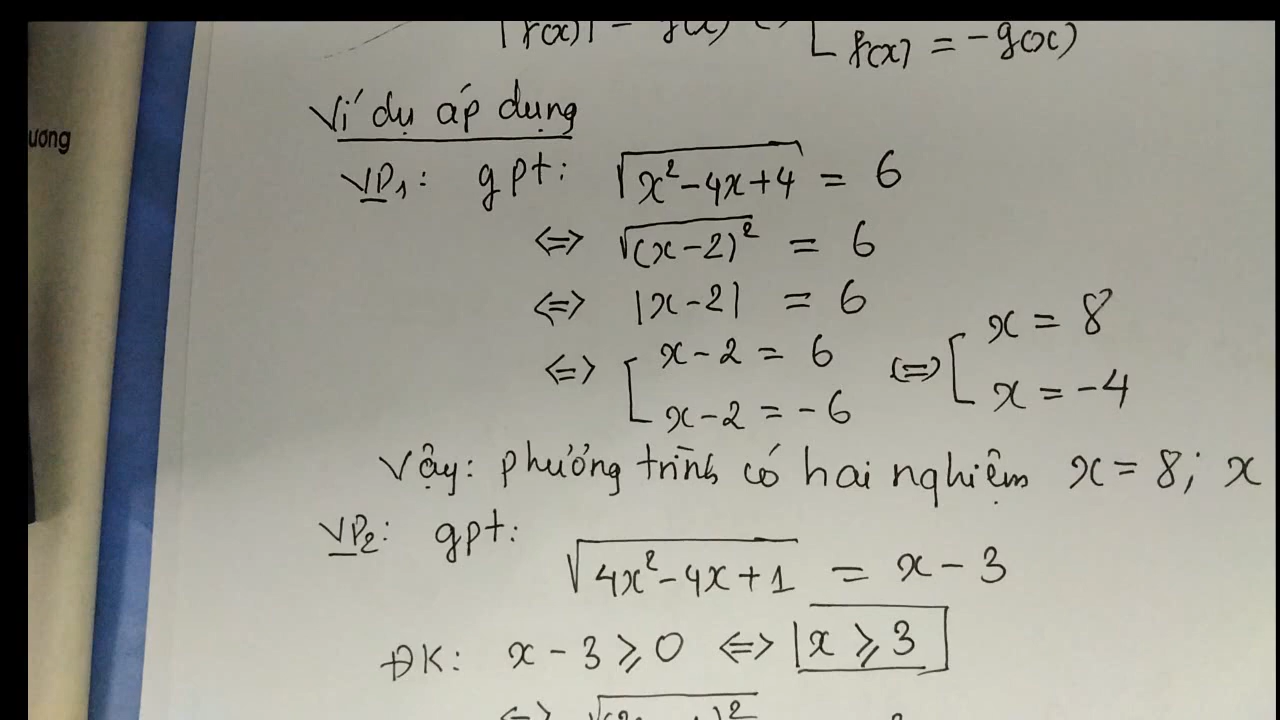 f(x) = -g(x)
ương
Ví dụ áp dụng
VD1: gpt: √(x²-4x+4) = 6
<=> √(x-2)² = 6
<=> |x-2| = 6
<=> [ x-2 = 6 <=> [ x = 8
x-2 = -6 x = -4
Vậy: phương trình có hai nghiệm x = 8; x
VD2: gpt:
√(4x²-4x+1) = x-3
ĐK: x-3 ⩾ 0 <=> x ⩾ 3